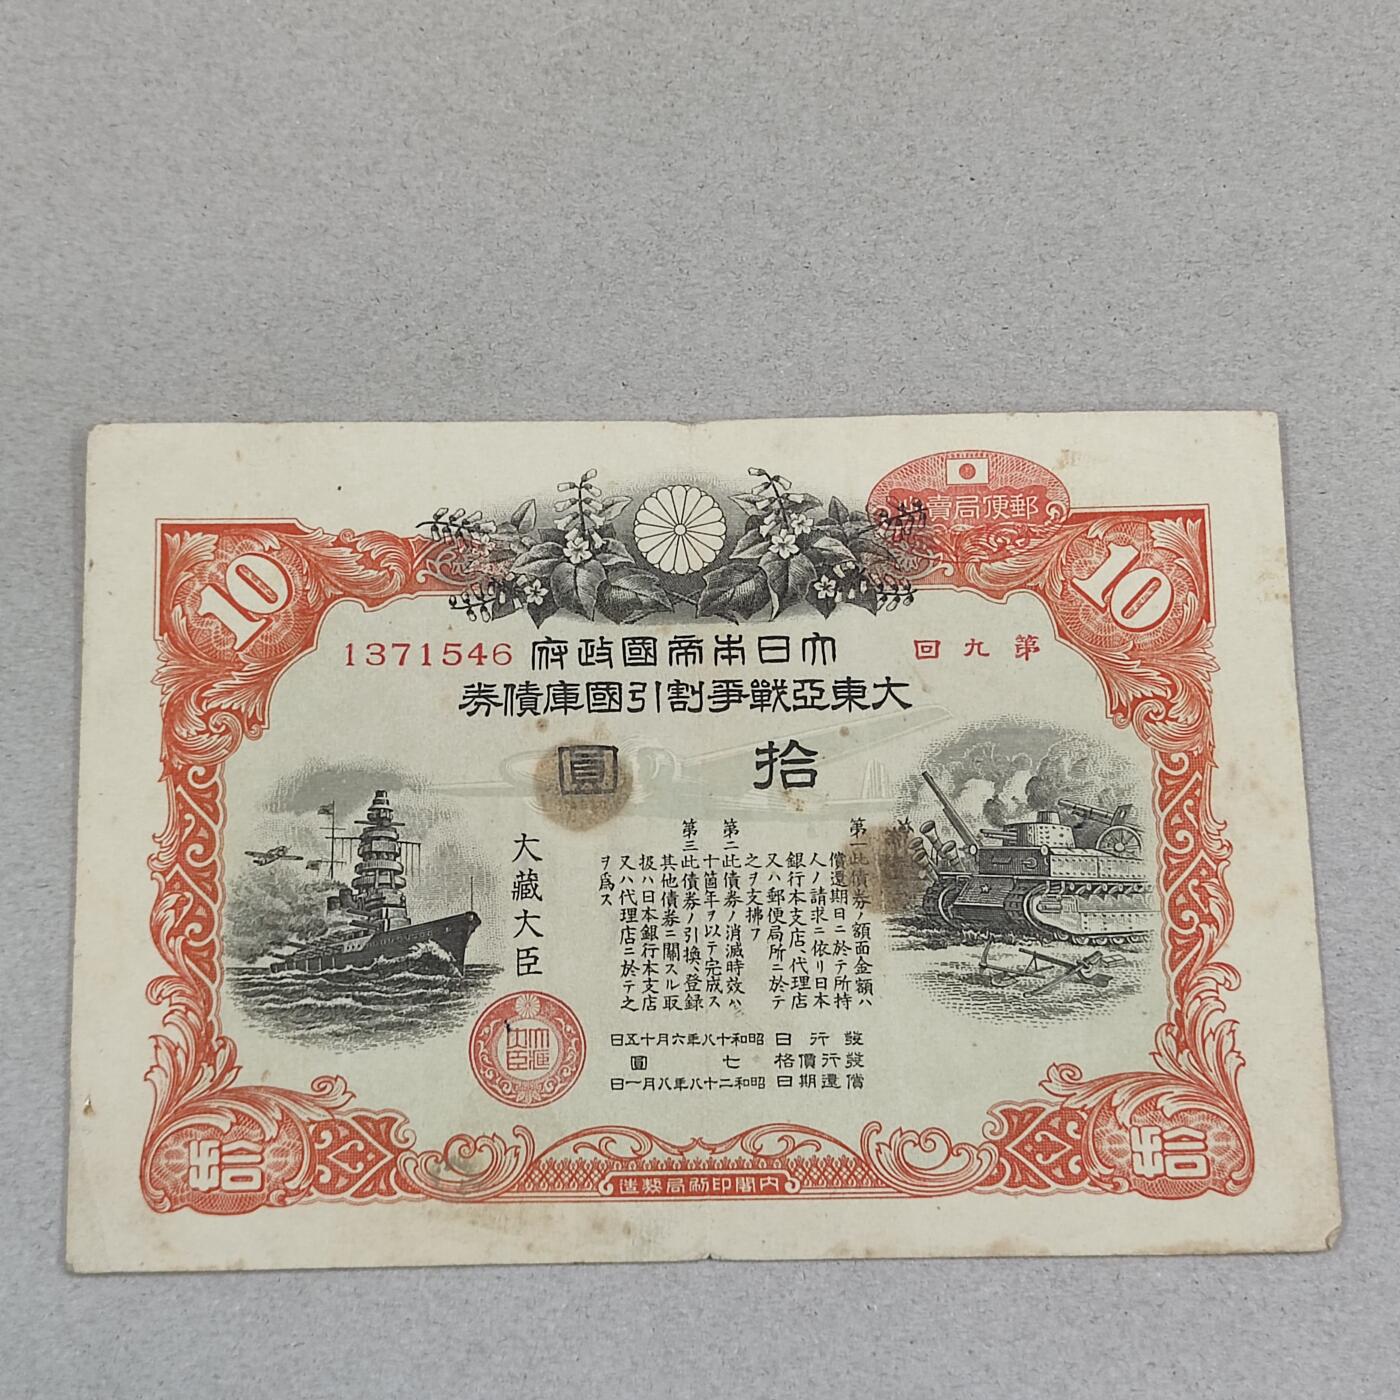 郵便局賣出
10
10
第九回
大日本帝國政府
1371546
大東亞戰爭割引國庫債券
拾圓
第一此債券ノ額面金額ハ
償還期日ニ於テ所持
人ノ請求ニ依リ日本
銀行本支店、代理店
又ハ郵便局所ニ於テ
之ヲ支拂フ
第二此債券ノ消滅時效ハ
十箇年ヲ以テ完成ス
第三此債券ノ引換、登錄
其他債券ニ關スル取
扱ハ日本銀行本支店
又ハ代理店ニ於テ之
ヲ爲ス
大藏大臣
大藏大臣
發行日 昭和十八年六月十五日
發行價格 七圓
償還期日 昭和二十八年八月一日
拾
拾
內閣印刷局製造